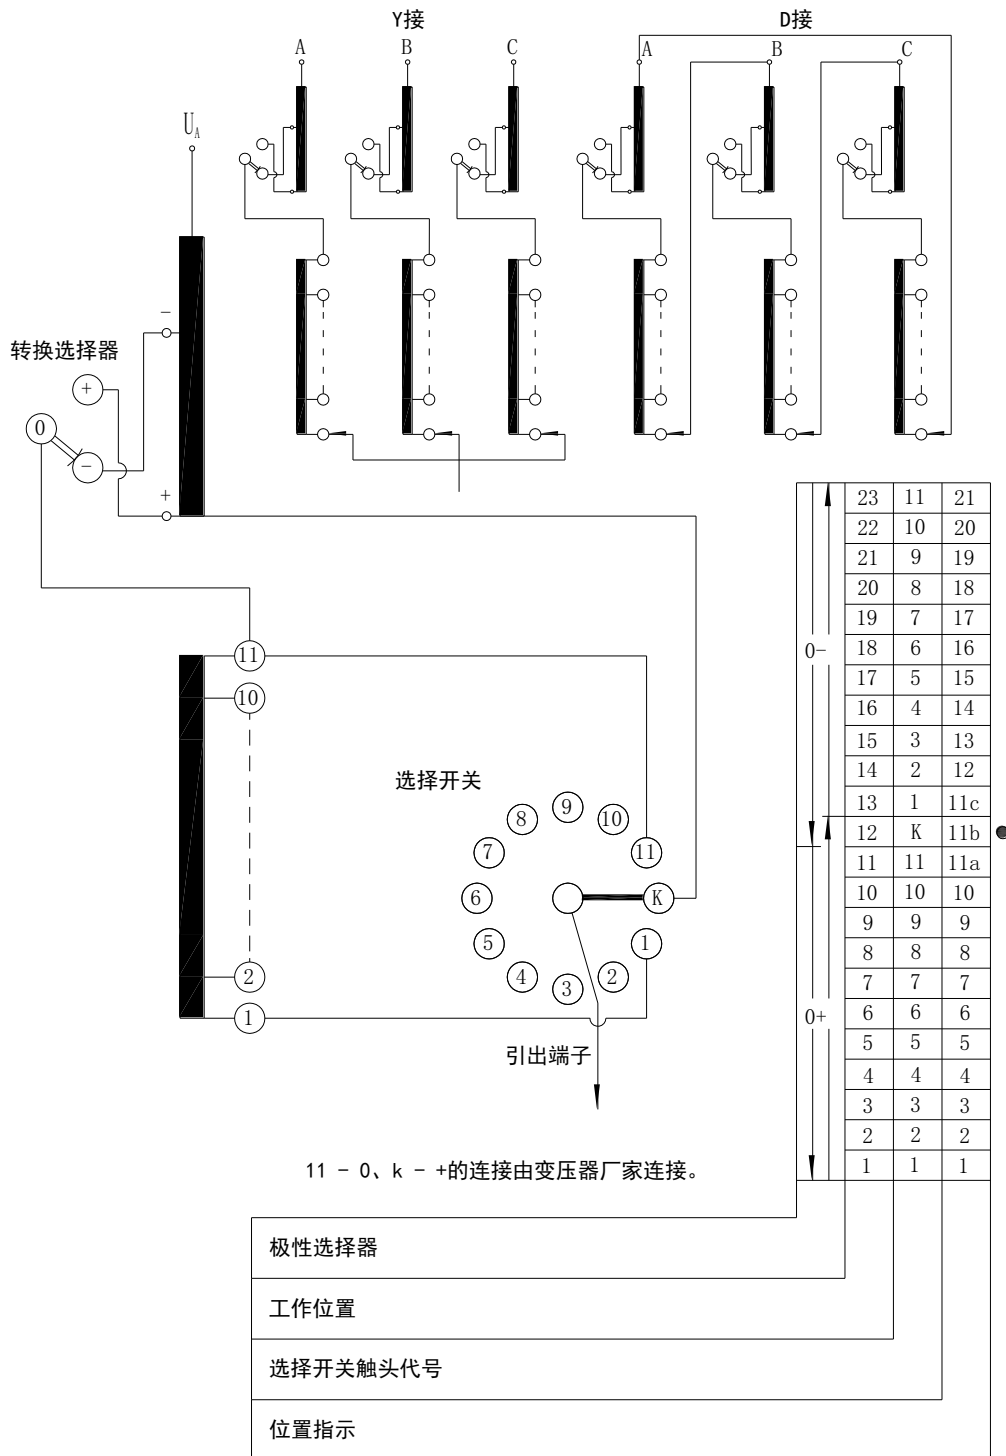 Y接
D接
A
B
C
A
B
C
U_A
-
转换选择器
+
0
-
+
11
10
2
1
选择开关
9
8
10
7
11
6
K
5
1
4
2
3
引出端子
0-
0+
23 11 21
22 10 20
21 9 19
20 8 18
19 7 17
18 6 16
17 5 15
16 4 14
15 3 13
14 2 12
13 1 11c
12 K 11b
11 11 11a
10 10 10
9 9 9
8 8 8
7 7 7
6 6 6
5 5 5
4 4 4
3 3 3
2 2 2
1 1 1
11 - 0、k - +的连接由变压器厂家连接。
极性选择器
工作位置
选择开关触头代号
位置指示